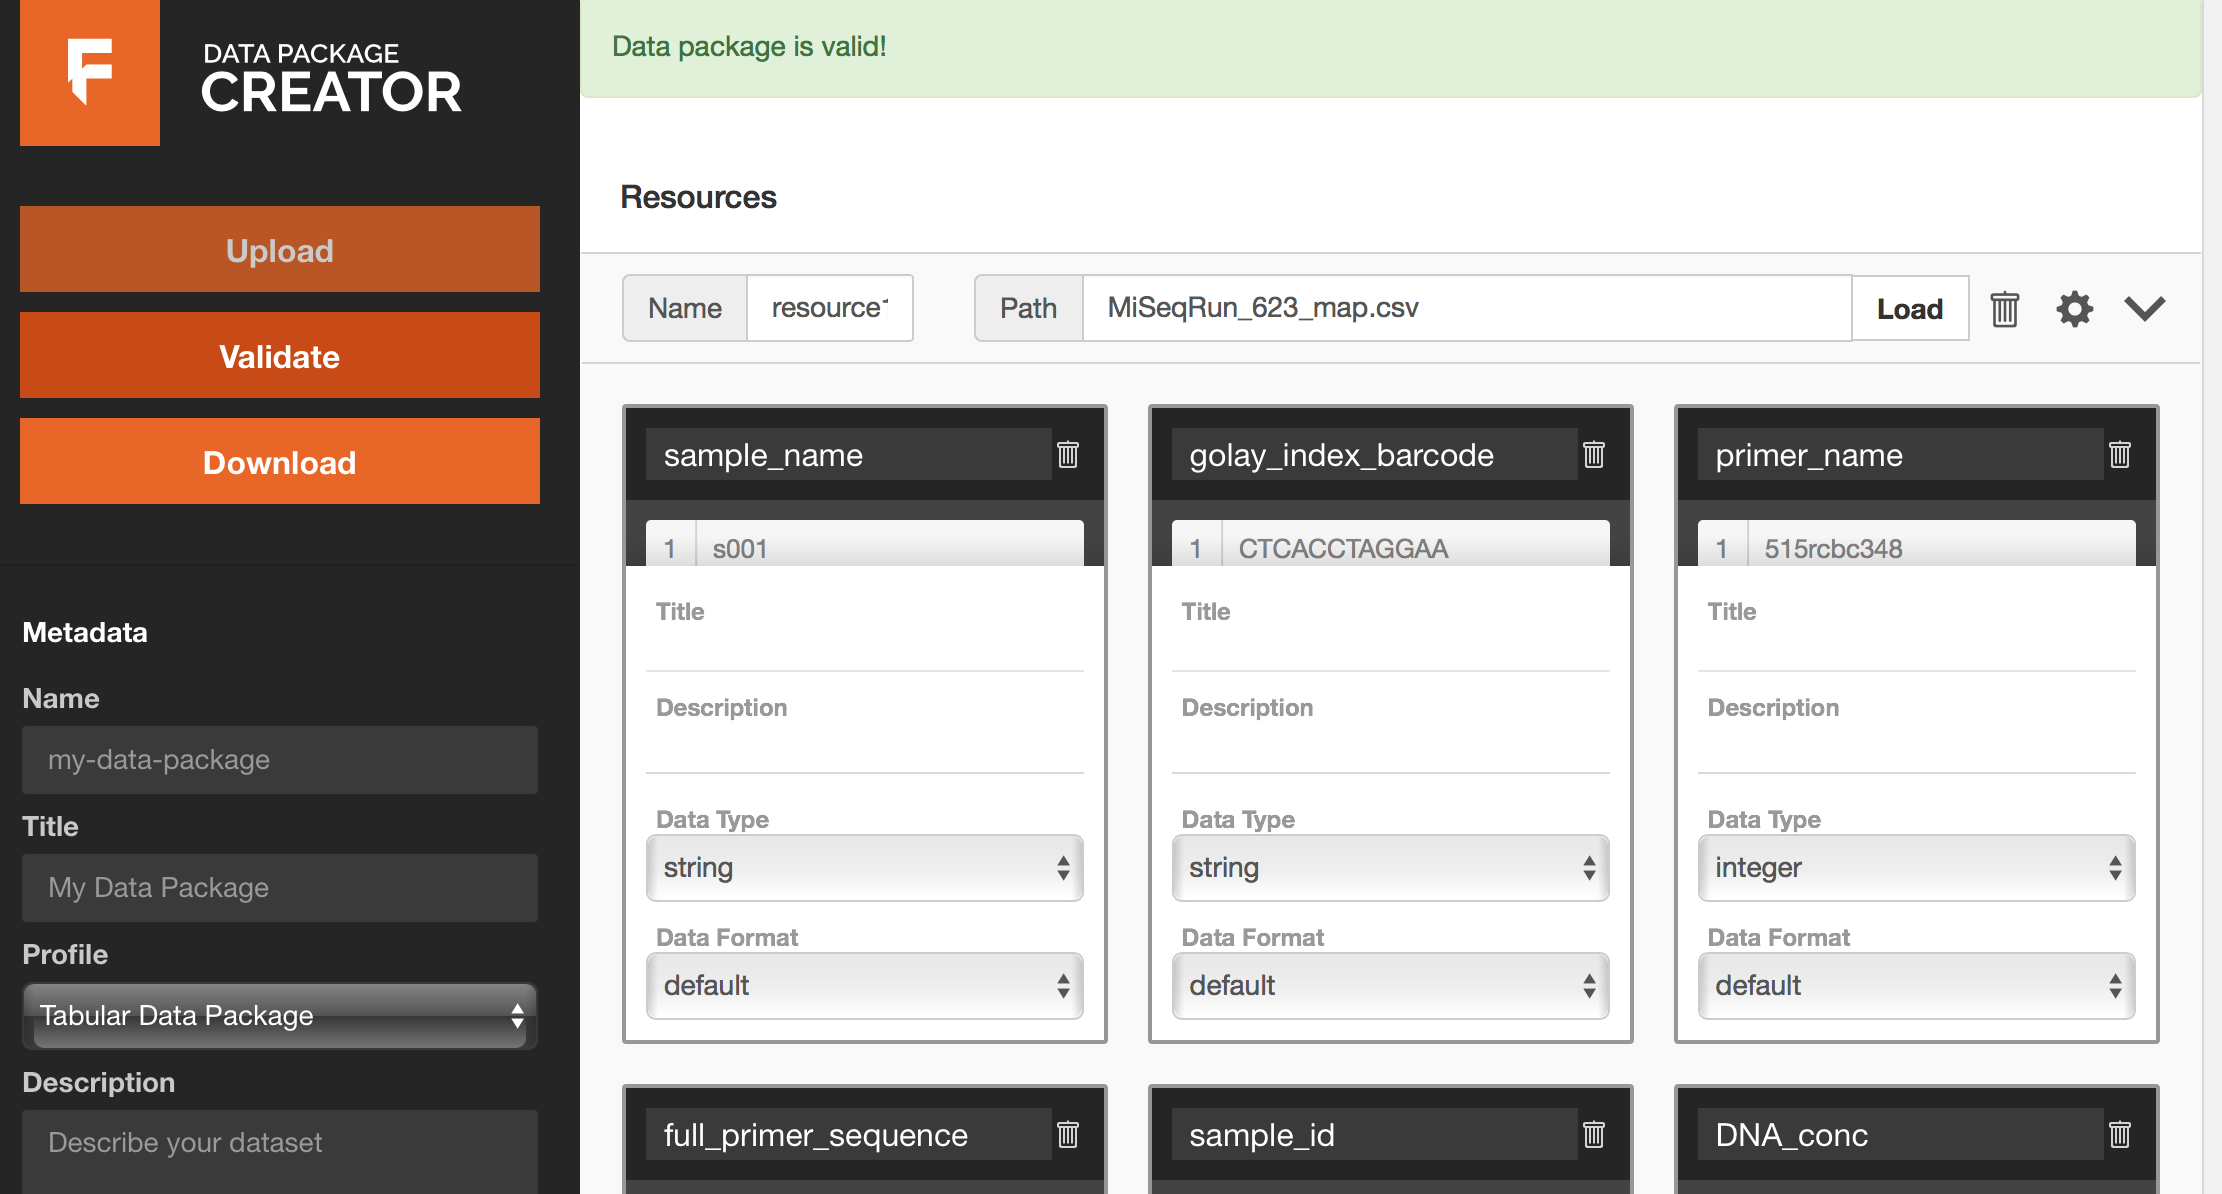 DATA PACKAGE
CREATOR
Upload
Validate
Download
Metadata
Name
my-data-package
Title
My Data Package
Profile
Tabular Data Package
Description
Describe your dataset
Data package is valid!
Resources
Name resource1 Path MiSeqRun_623_map.csv Load
sample_name
1 s001
Title
Description
Data Type
string
Data Format
default
golay_index_barcode
1 CTCACCTAGGAA
Title
Description
Data Type
string
Data Format
default
primer_name
1 515rcbc348
Title
Description
Data Type
integer
Data Format
default
full_primer_sequence
sample_id
DNA_conc